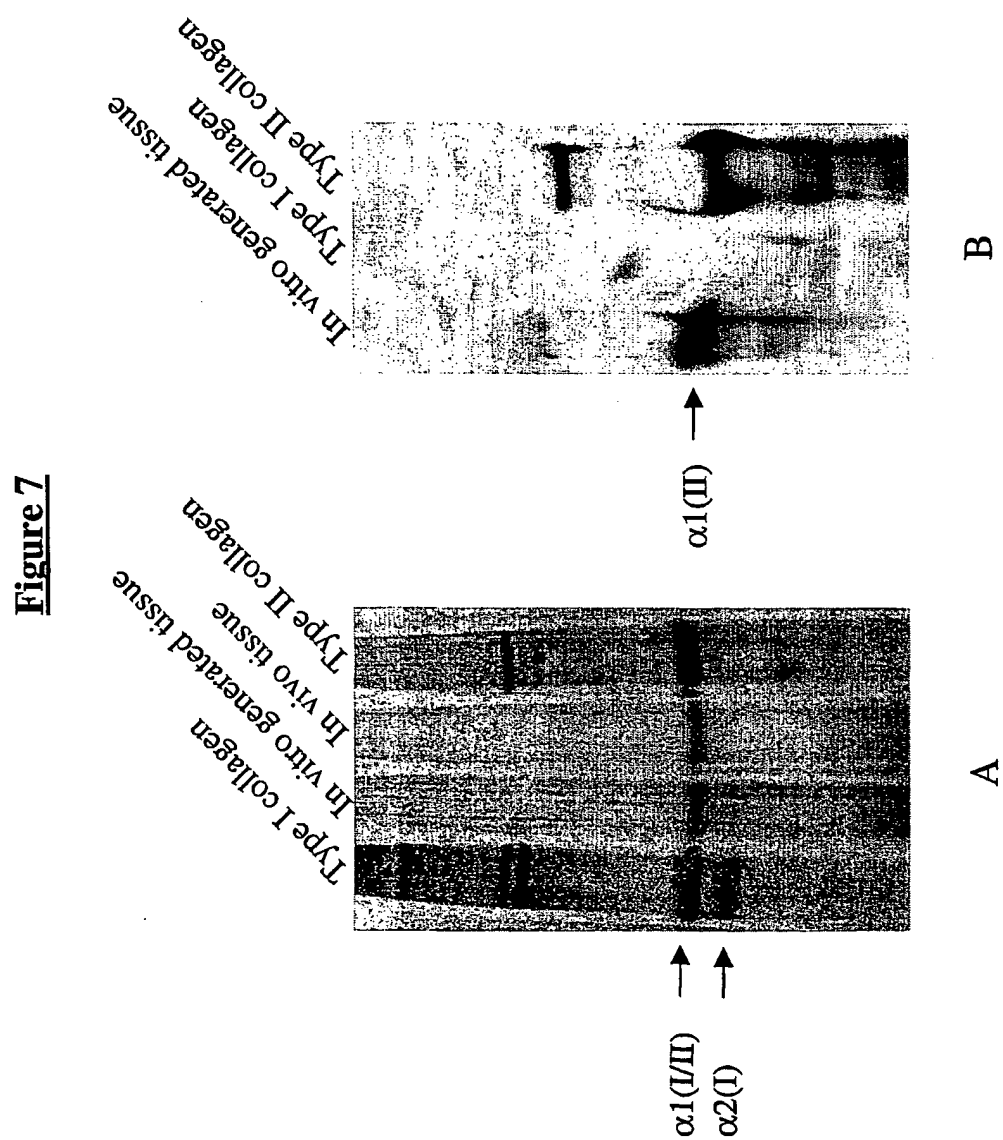 Figure 7
Type I collagen
In vitro generated tissue
In vivo tissue
Type II collagen
α1(I/II)
α2(I)
A
In vitro generated tissue
Type I collagen
Type II collagen
α1(II)
B